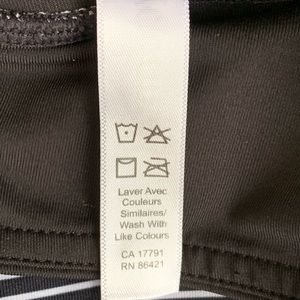 Laver Avec
Couleurs
Similaires/
Wash With
Like Colours
CA 17791
RN 86421